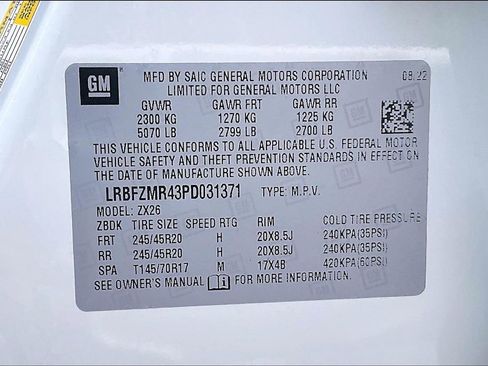 GM
MFD BY SAIC GENERAL MOTORS CORPORATION 08/22
LIMITED FOR GENERAL MOTORS LLC
GVWR GAWR FRT GAWR RR
2300 KG 1270 KG 1225 KG
5070 LB 2799 LB 2700 LB
THIS VEHICLE CONFORMS TO ALL APPLICABLE U.S. FEDERAL MOTOR
VEHICLE SAFETY AND THEFT PREVENTION STANDARDS IN EFFECT ON
THE DATE OF MANUFACTURE SHOWN ABOVE.
LRBFZMR43PD031371 TYPE: M.P.V.
MODEL: ZX26
ZBDK TIRE SIZE SPEED RTG RIM COLD TIRE PRESSURE
FRT 245/45R20 H 20X8.5J 240KPA(35PSI)
RR 245/45R20 H 20X8.5J 240KPA(35PSI)
SPA T145/70R17 M 17X4B 420KPA(60PSI)
SEE OWNER'S MANUAL FOR MORE INFORMATION.